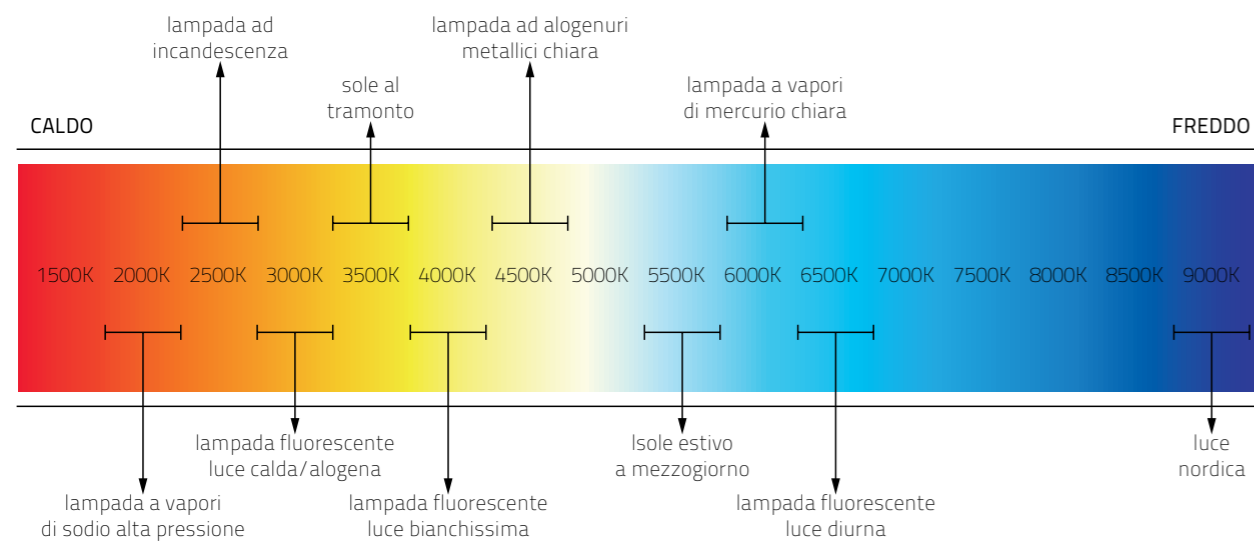 lampada ad
incandescenza
lampada ad alogenuri
metallici chiara
sole al
tramonto
lampada a vapori
di mercurio chiara
CALDO
FREDDO
1500K 2000K 2500K 3000K 3500K 4000K 4500K 5000K 5500K 6000K 6500K 7000K 7500K 8000K 8500K 9000K
lampada fluorescente
luce calda/alogena
Isole estivo
a mezzogiorno
luce
nordica
lampada a vapori
di sodio alta pressione
lampada fluorescente
luce bianchissima
lampada fluorescente
luce diurna